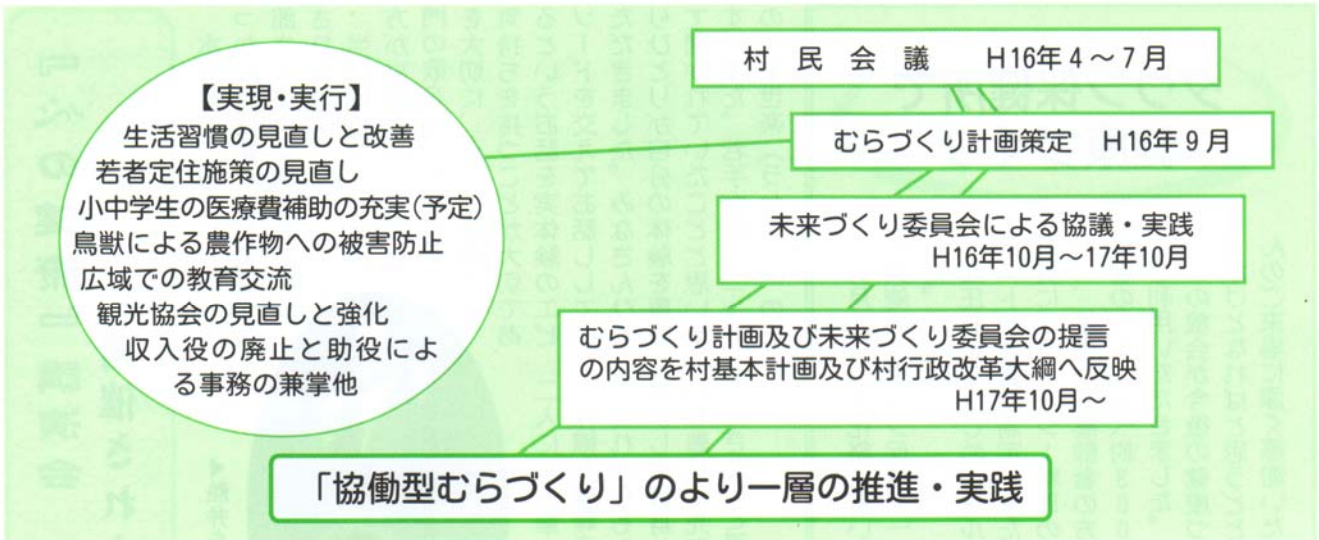 村民会議 H16年4～7月
むらづくり計画策定 H16年9月
未来づくり委員会による協議・実践
H16年10月～17年10月
むらづくり計画及び未来づくり委員会の提言
の内容を村基本計画及び村行政改革大綱へ反映
H17年10月～
「協働型むらづくり」のより一層の推進・実践
【実現・実行】
生活習慣の見直しと改善
若者定住施策の見直し
小中学生の医療費補助の充実(予定)
鳥獣による農作物への被害防止
広域での教育交流
観光協会の見直しと強化
収入役の廃止と助役によ
る事務の兼掌他